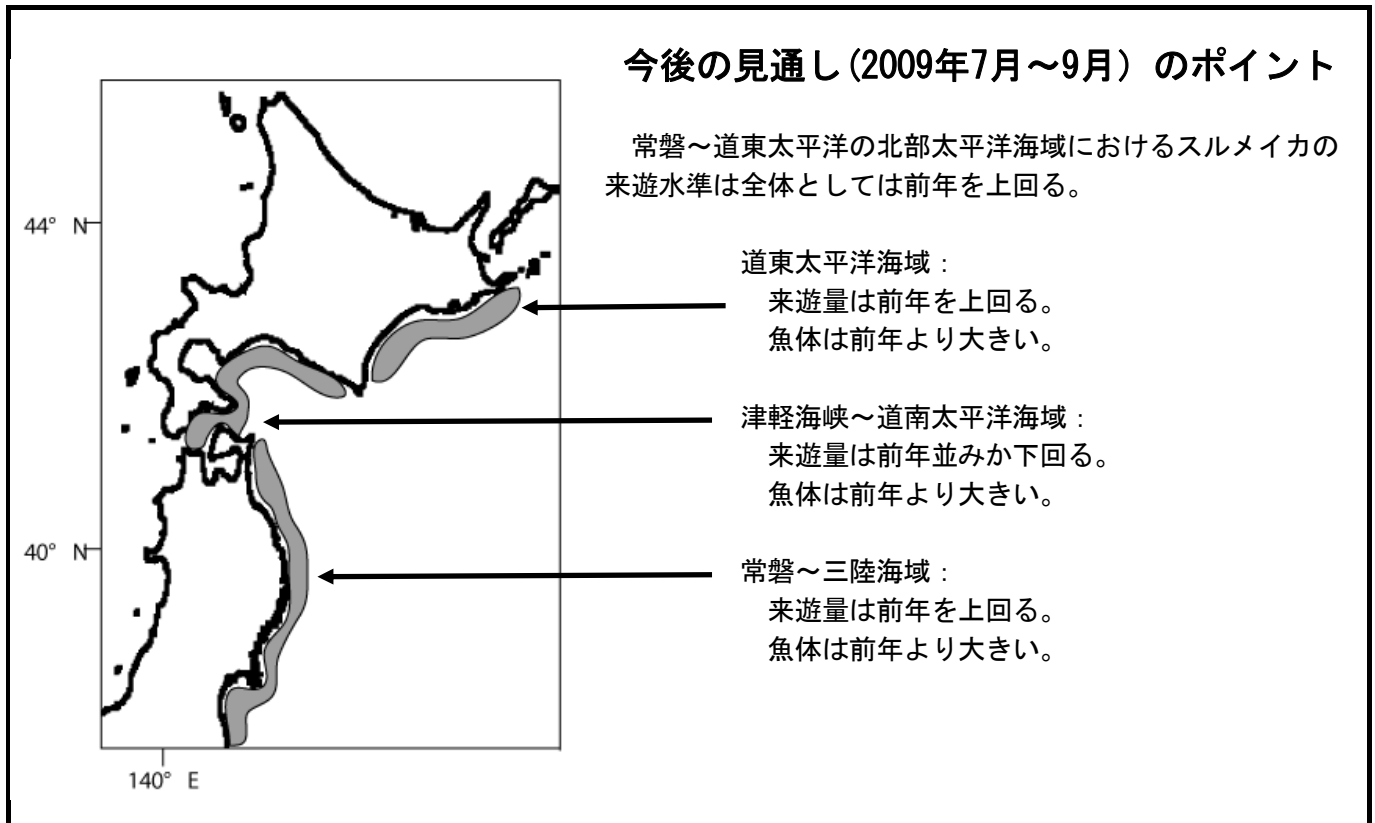 今後の見通し(2009年7月～9月）のポイント
常磐～道東太平洋の北部太平洋海域におけるスルメイカの
来遊水準は全体としては前年を上回る。
44° N
道東太平洋海域：
来遊量は前年を上回る。
魚体は前年より大きい。
津軽海峡～道南太平洋海域：
来遊量は前年並みか下回る。
魚体は前年より大きい。
40° N
常磐～三陸海域：
来遊量は前年を上回る。
魚体は前年より大きい。
140° E